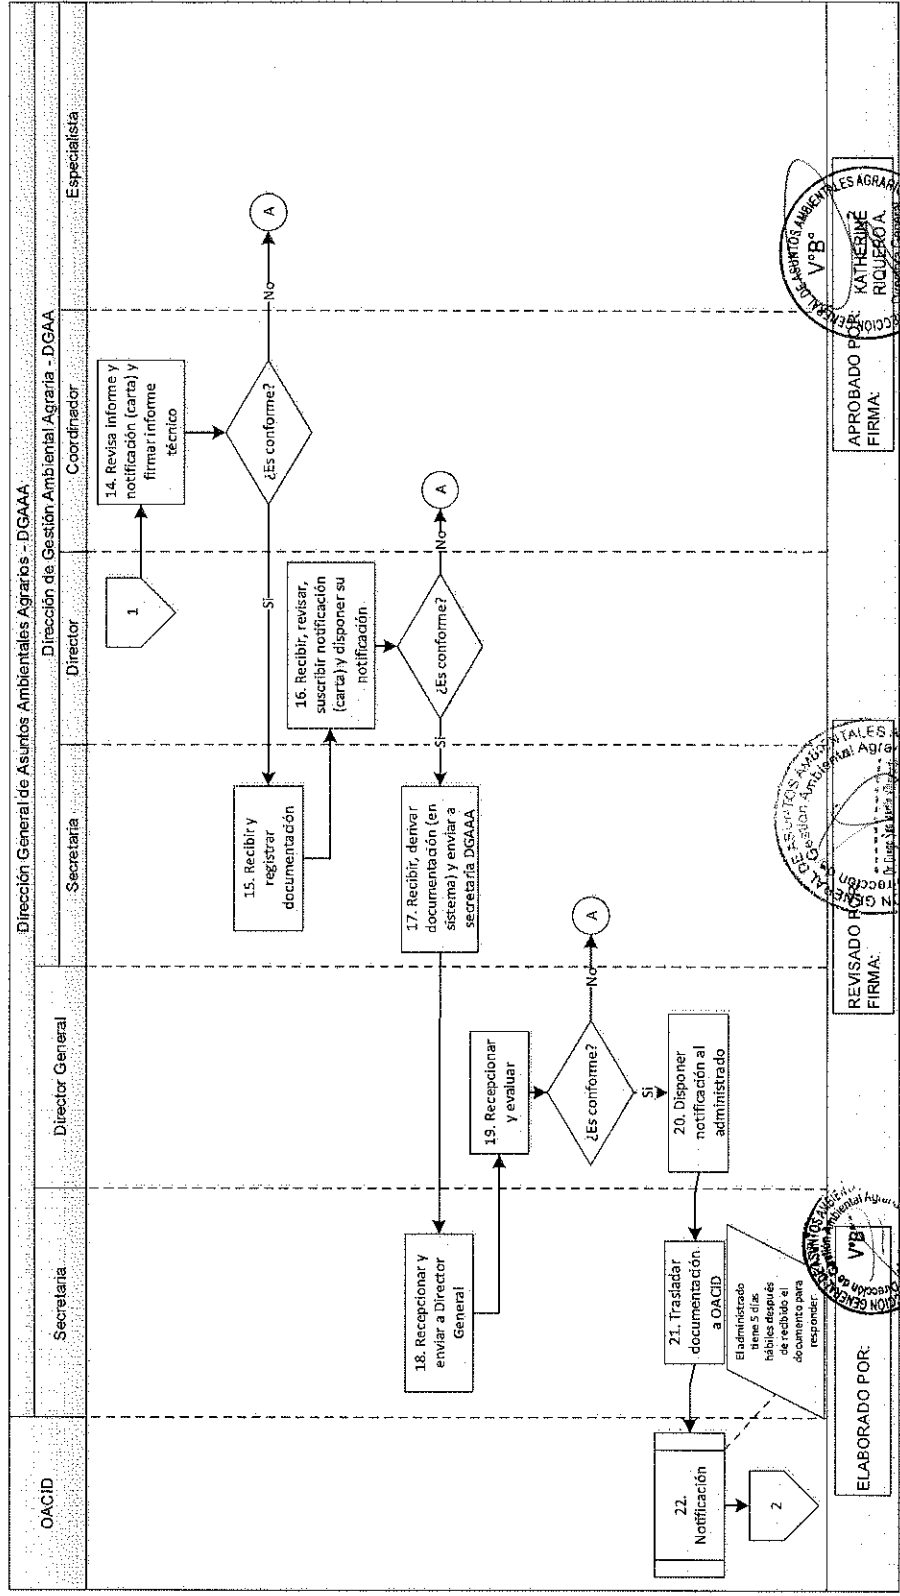 Dirección General de Asuntos Ambientales Agrarios - DGAAA
Dirección de Gestión Ambiental Agraria - DGAA
OACID
Secretaria
Director General
Secretaria
Director
Coordinador
Especialista
1
14. Revisa informe y
notificación (carta) y
firmar informe
técnico
¿Es conforme?
No
A
Si
15. Recibir y
registrar
documentación
16. Recibir, revisar,
suscribir notificación
(carta) y disponer su
notificación
¿Es conforme?
No
A
Si
17. Recibir, derivar
documentación (en
sistema) y enviar a
secretaría DGAAA
18. Recepcionar y
enviar a Director
General
19. Recepcionar
y evaluar
¿Es conforme?
No
A
Si
20. Disponer
notificación al
administrado
21. Trasladar
documentación
a OACID
El administrado
tiene 5 días
hábiles después
de recibido el
documento para
responder
22.
Notificación
2
ELABORADO POR:
V°B°
REVISADO POR:
FIRMA:
APROBADO POR:
FIRMA:
KATHERINE
RIQUERO A.
V°B°
GENERAL DE ASUNTOS AMBIENTALES